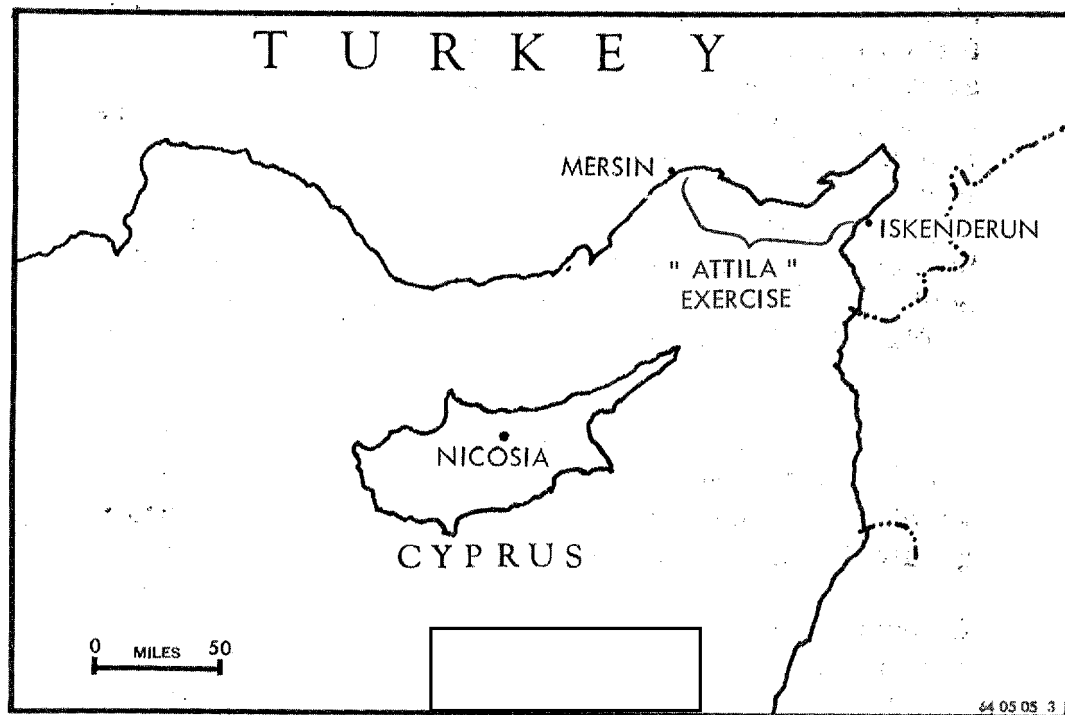 TURKEY
MERSIN
ISKENDERUN
" ATTILA "
EXERCISE
NICOSIA
CYPRUS
0 MILES 50
64 05 05 3